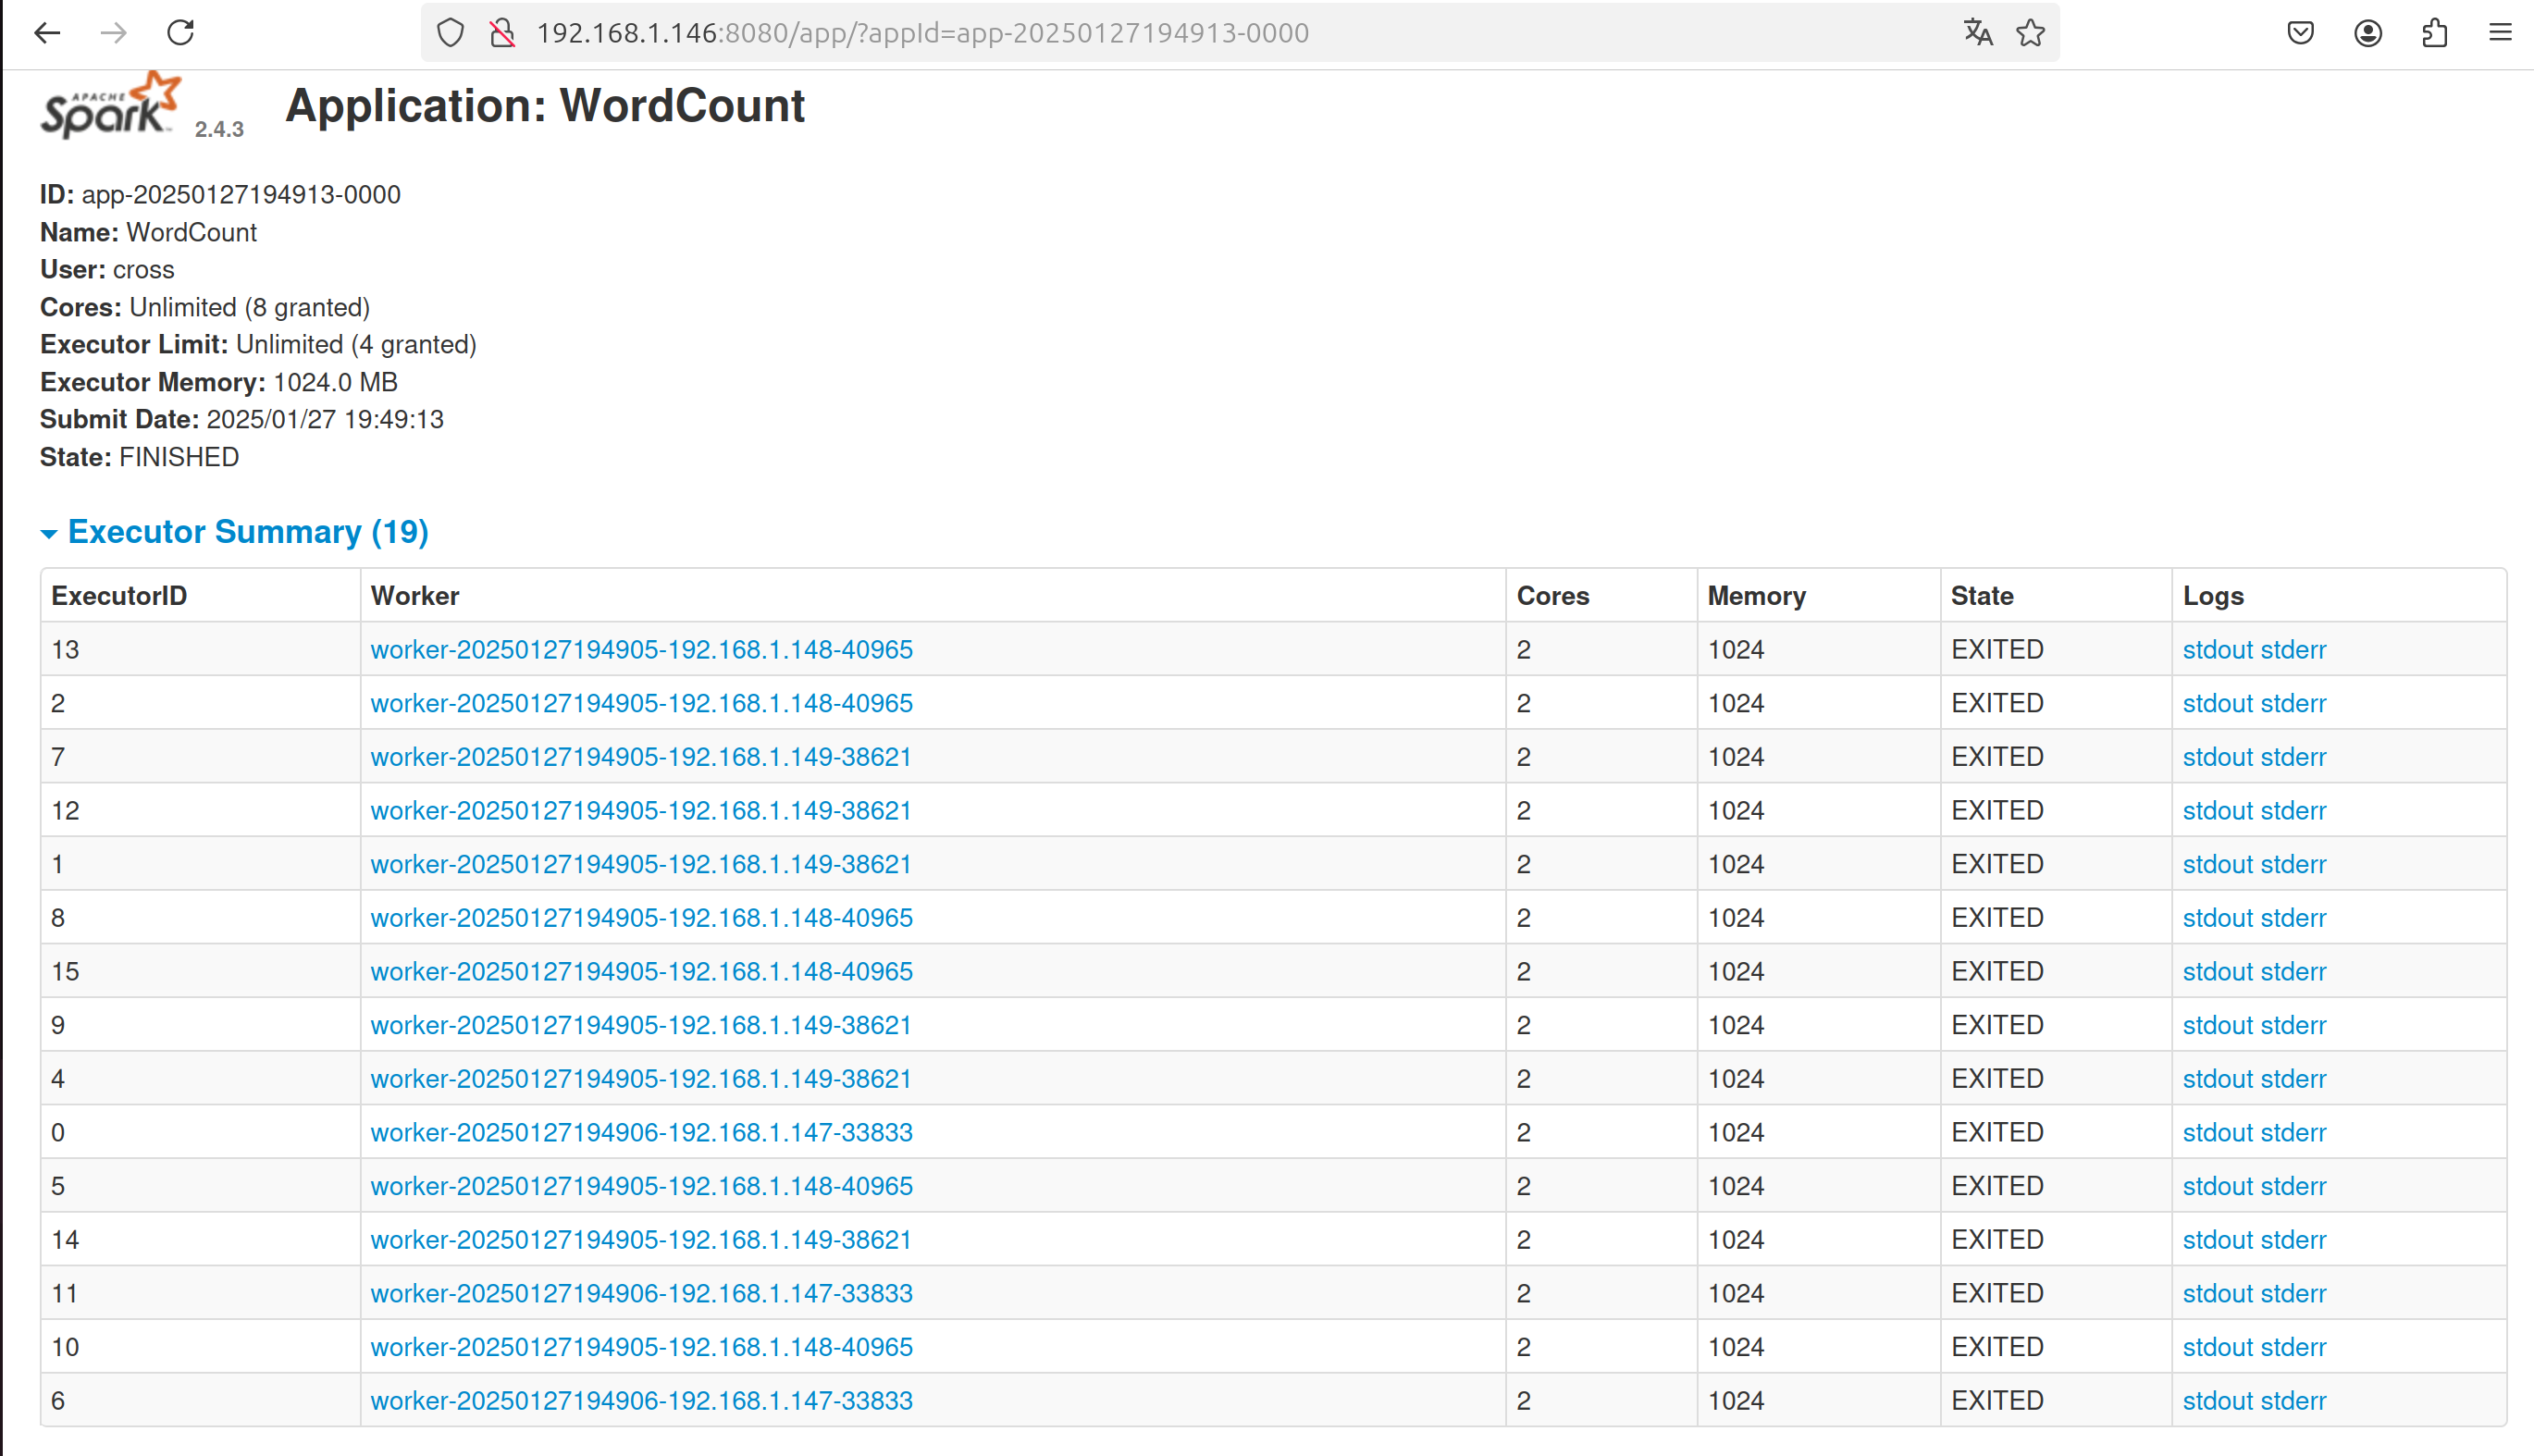 192.168.1.146:8080/app/?appId=app-20250127194913-0000
APACHE Spark 2.4.3 Application: WordCount
ID: app-20250127194913-0000
Name: WordCount
User: cross
Cores: Unlimited (8 granted)
Executor Limit: Unlimited (4 granted)
Executor Memory: 1024.0 MB
Submit Date: 2025/01/27 19:49:13
State: FINISHED
Executor Summary (19)
ExecutorID Worker Cores Memory State Logs
13 worker-20250127194905-192.168.1.148-40965 2 1024 EXITED stdout stderr
2 worker-20250127194905-192.168.1.148-40965 2 1024 EXITED stdout stderr
7 worker-20250127194905-192.168.1.149-38621 2 1024 EXITED stdout stderr
12 worker-20250127194905-192.168.1.149-38621 2 1024 EXITED stdout stderr
1 worker-20250127194905-192.168.1.149-38621 2 1024 EXITED stdout stderr
8 worker-20250127194905-192.168.1.148-40965 2 1024 EXITED stdout stderr
15 worker-20250127194905-192.168.1.148-40965 2 1024 EXITED stdout stderr
9 worker-20250127194905-192.168.1.149-38621 2 1024 EXITED stdout stderr
4 worker-20250127194905-192.168.1.149-38621 2 1024 EXITED stdout stderr
0 worker-20250127194906-192.168.1.147-33833 2 1024 EXITED stdout stderr
5 worker-20250127194905-192.168.1.148-40965 2 1024 EXITED stdout stderr
14 worker-20250127194905-192.168.1.149-38621 2 1024 EXITED stdout stderr
11 worker-20250127194906-192.168.1.147-33833 2 1024 EXITED stdout stderr
10 worker-20250127194905-192.168.1.148-40965 2 1024 EXITED stdout stderr
6 worker-20250127194906-192.168.1.147-33833 2 1024 EXITED stdout stderr